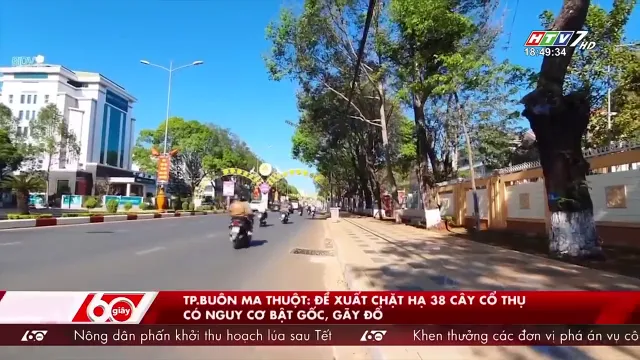 BIDV
HTV7 HD
18:49:34
60 giây
TP.BUÔN MA THUỘT: ĐỀ XUẤT CHẶT HẠ 38 CÂY CỔ THỤ
CÓ NGUY CƠ BẬT GỐC, GÃY ĐỔ
60 Nông dân phấn khởi thu hoạch lúa sau Tết 60 Khen thưởng các đơn vị phá án vụ cô